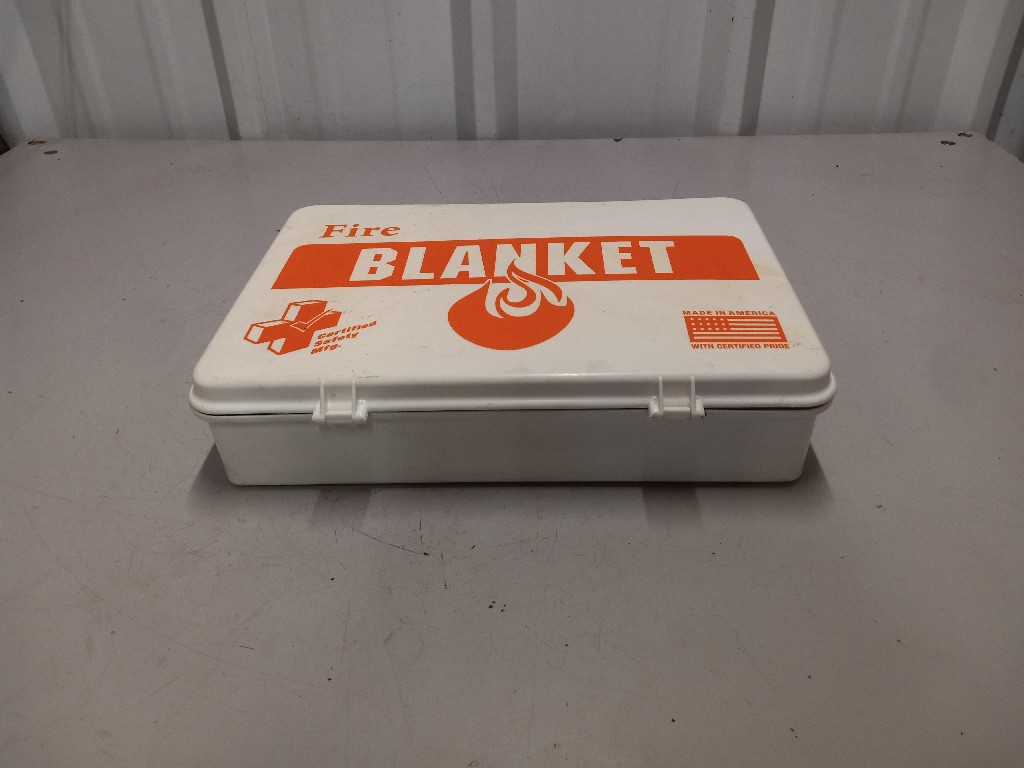 Fire
BLANKET
Certified
Safety
Mfg.
MADE IN AMERICA
WITH CERTIFIED PRIDE